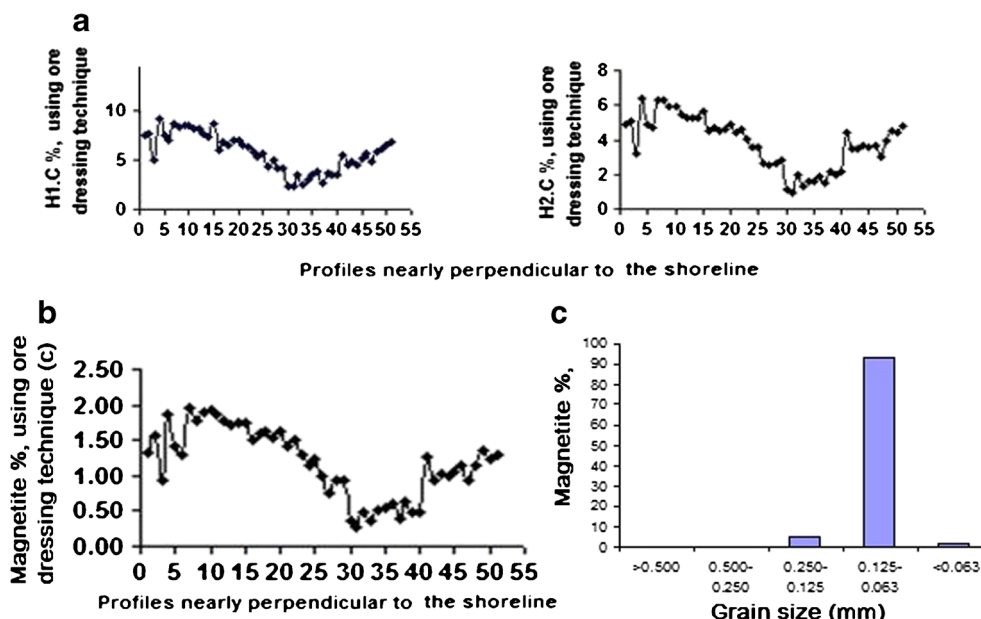 a
H1.C %, using ore
dressing technique
10
5
0
0 5 10 15 20 25 30 35 40 45 50 55
H2.C %, using ore
dressing technique
8
6
4
2
0
0 5 10 15 20 25 30 35 40 45 50 55
Profiles nearly perpendicular to the shoreline
b
Magnetite %, using ore
dressing technique (c)
2.50
2.00
1.50
1.00
0.50
0.00
0 5 10 15 20 25 30 35 40 45 50 55
Profiles nearly perpendicular to the shoreline
c
Magnetite %,
100
90
80
70
60
50
40
30
20
10
0
>0.500 0.500- 0.250- 0.125- <0.063
0.250 0.125 0.063
Grain size (mm)